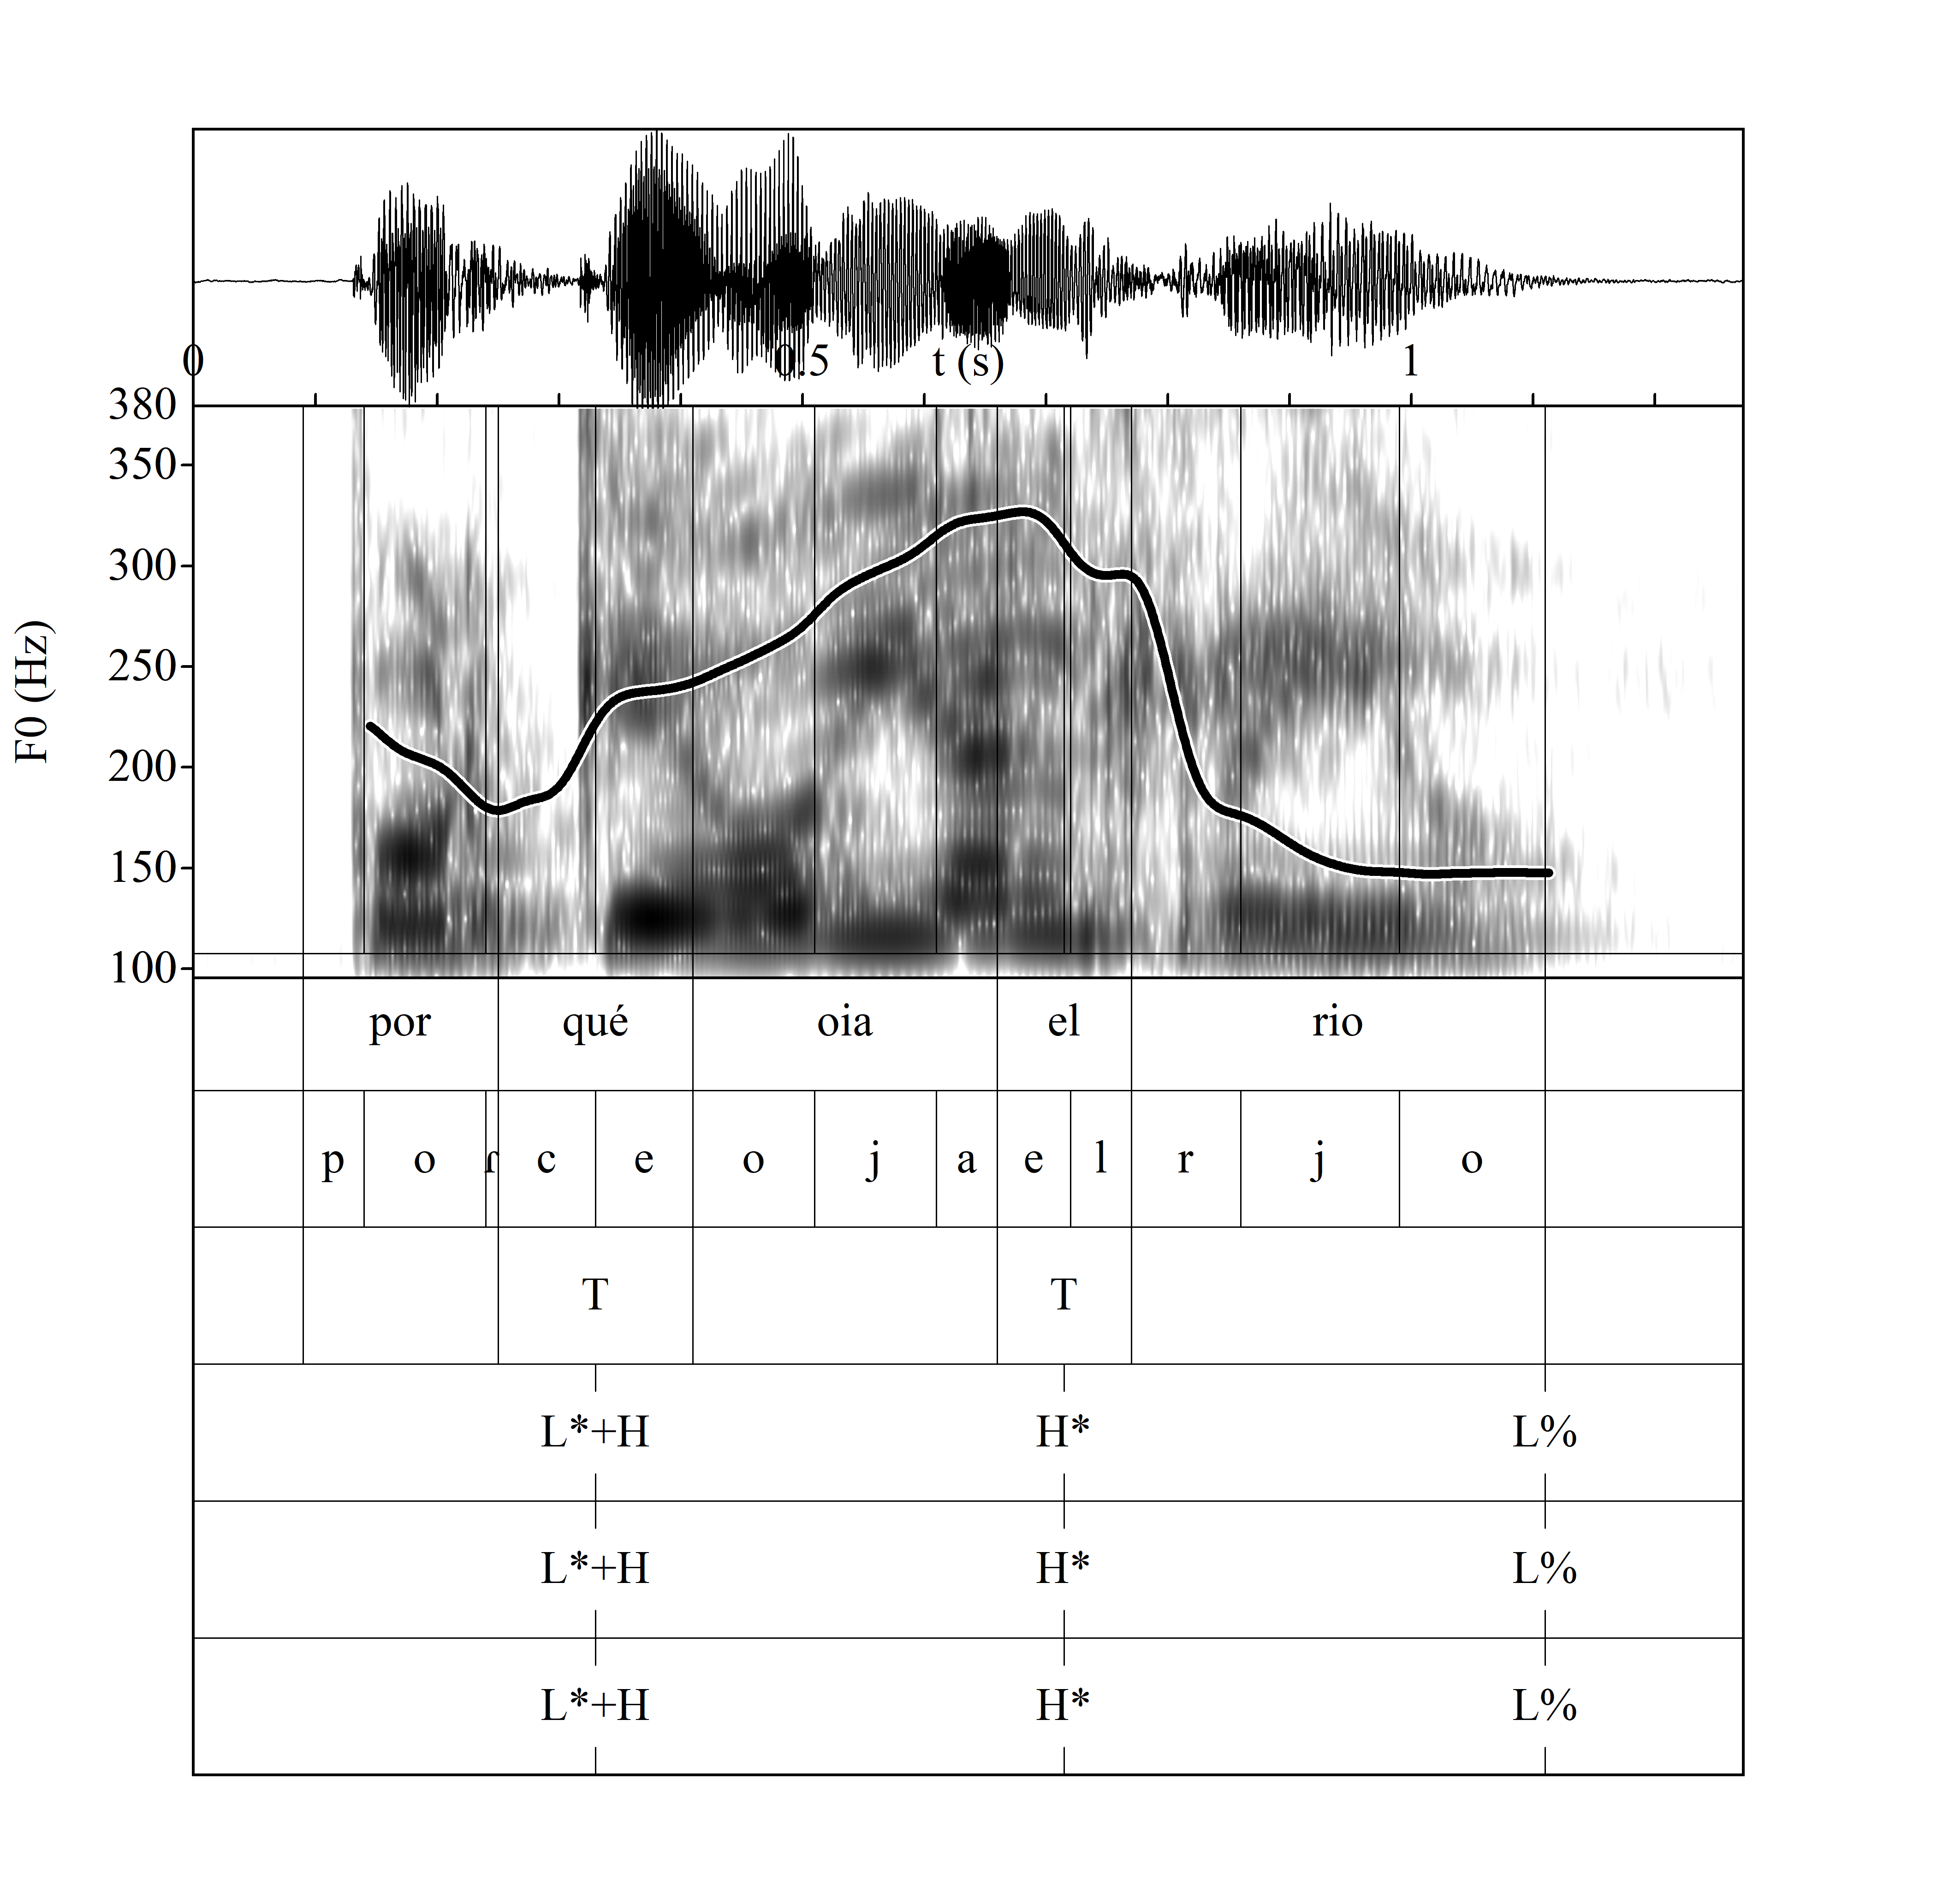 0 0.5 t (s) 1
380
350
300
250
200
150
100
F0 (Hz)
por qué oia el rio
p o ɾ c e o j a e l r j o
T T
L*+H H* L%
L*+H H* L%
L*+H H* L%